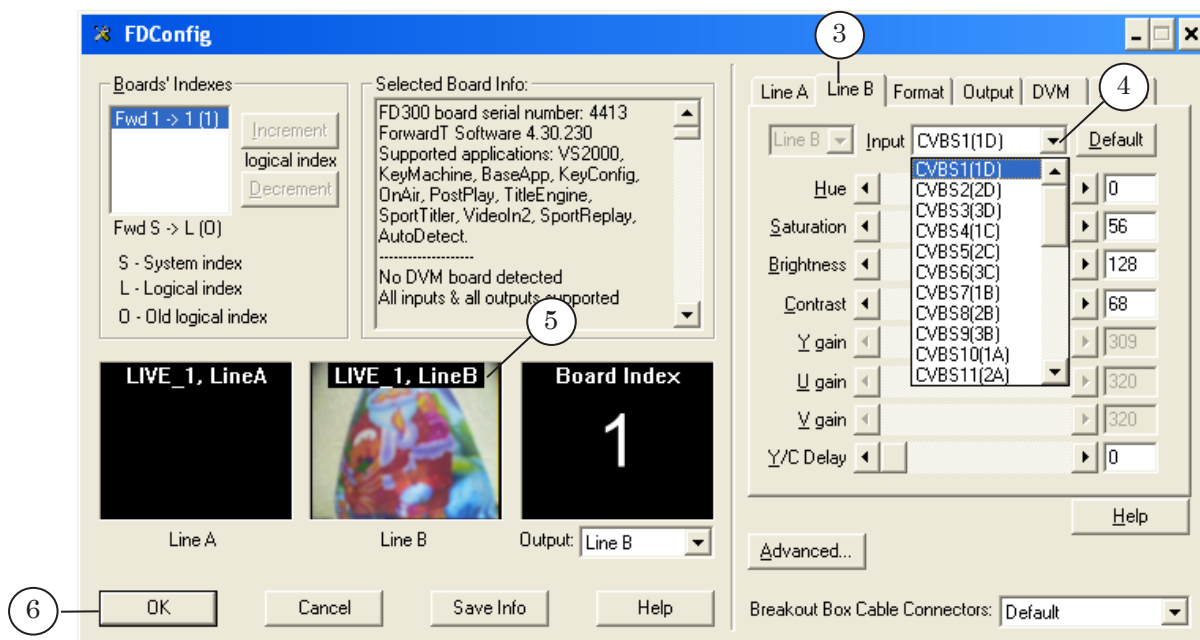 FDConfig
3
Boards' Indexes
Fwd 1 -> 1 (1)
Increment
logical index
Decrement
Fwd S -> L (O)
S - System index
L - Logical index
O - Old logical index
Selected Board Info:
FD300 board serial number: 4413
ForwardT Software 4.30.230
Supported applications: VS2000,
KeyMachine, BaseApp, KeyConfig,
OnAir, PostPlay, TitleEngine,
SportTitler, VideoIn2, SportReplay,
AutoDetect.
--------------------
No DVM board detected
All inputs & all outputs supported
5
LIVE_1, LineA
LIVE_1, LineB
Board Index
1
Line A
Line B
Output: Line B
6
OK
Cancel
Save Info
Help
Line A
Line B
Format
Output
DVM
4
Line B
Input
CVBS1(1D)
Default
CVBS1(1D)
CVBS2(2D)
CVBS3(3D)
CVBS4(1C)
CVBS5(2C)
CVBS6(3C)
CVBS7(1B)
CVBS8(2B)
CVBS9(3B)
CVBS10(1A)
CVBS11(2A)
Hue 0
Saturation 56
Brightness 128
Contrast 68
Y gain 309
U gain 320
V gain 320
Y/C Delay 0
Help
Advanced...
Breakout Box Cable Connectors: Default